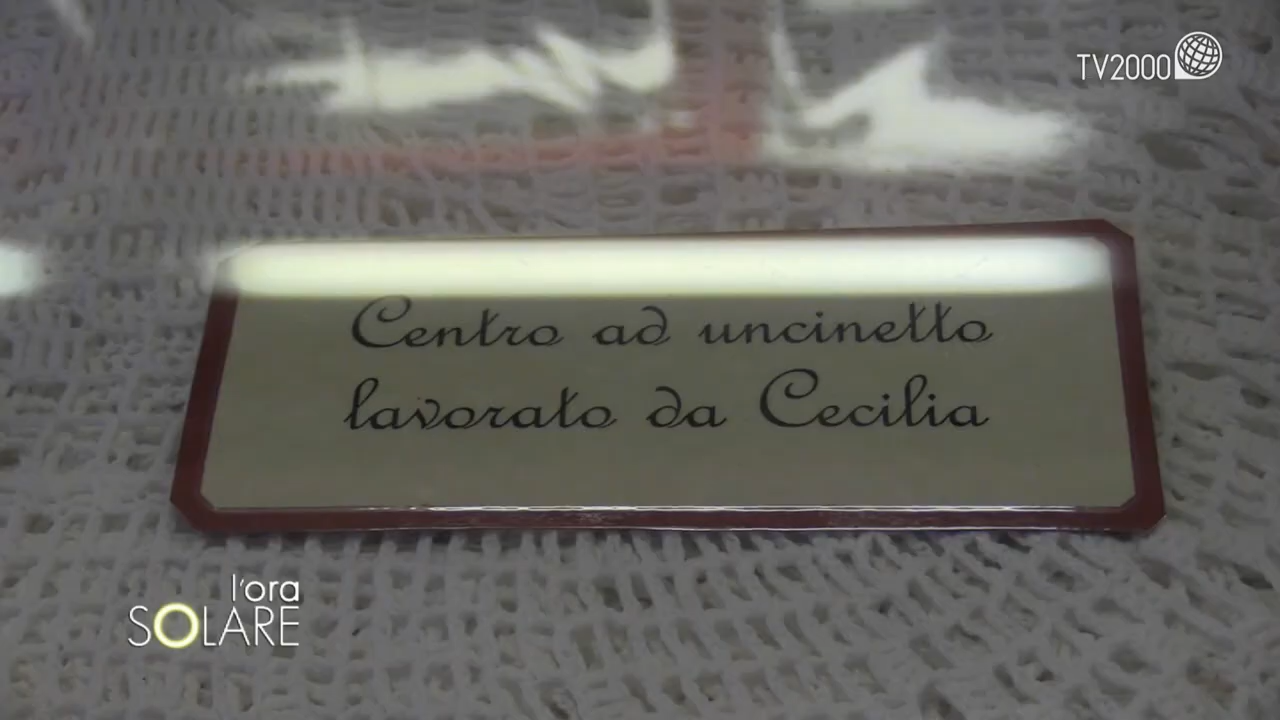 TV2000
Centro ad uncinetto
lavorato da Cecilia
l'ora
SOLARE